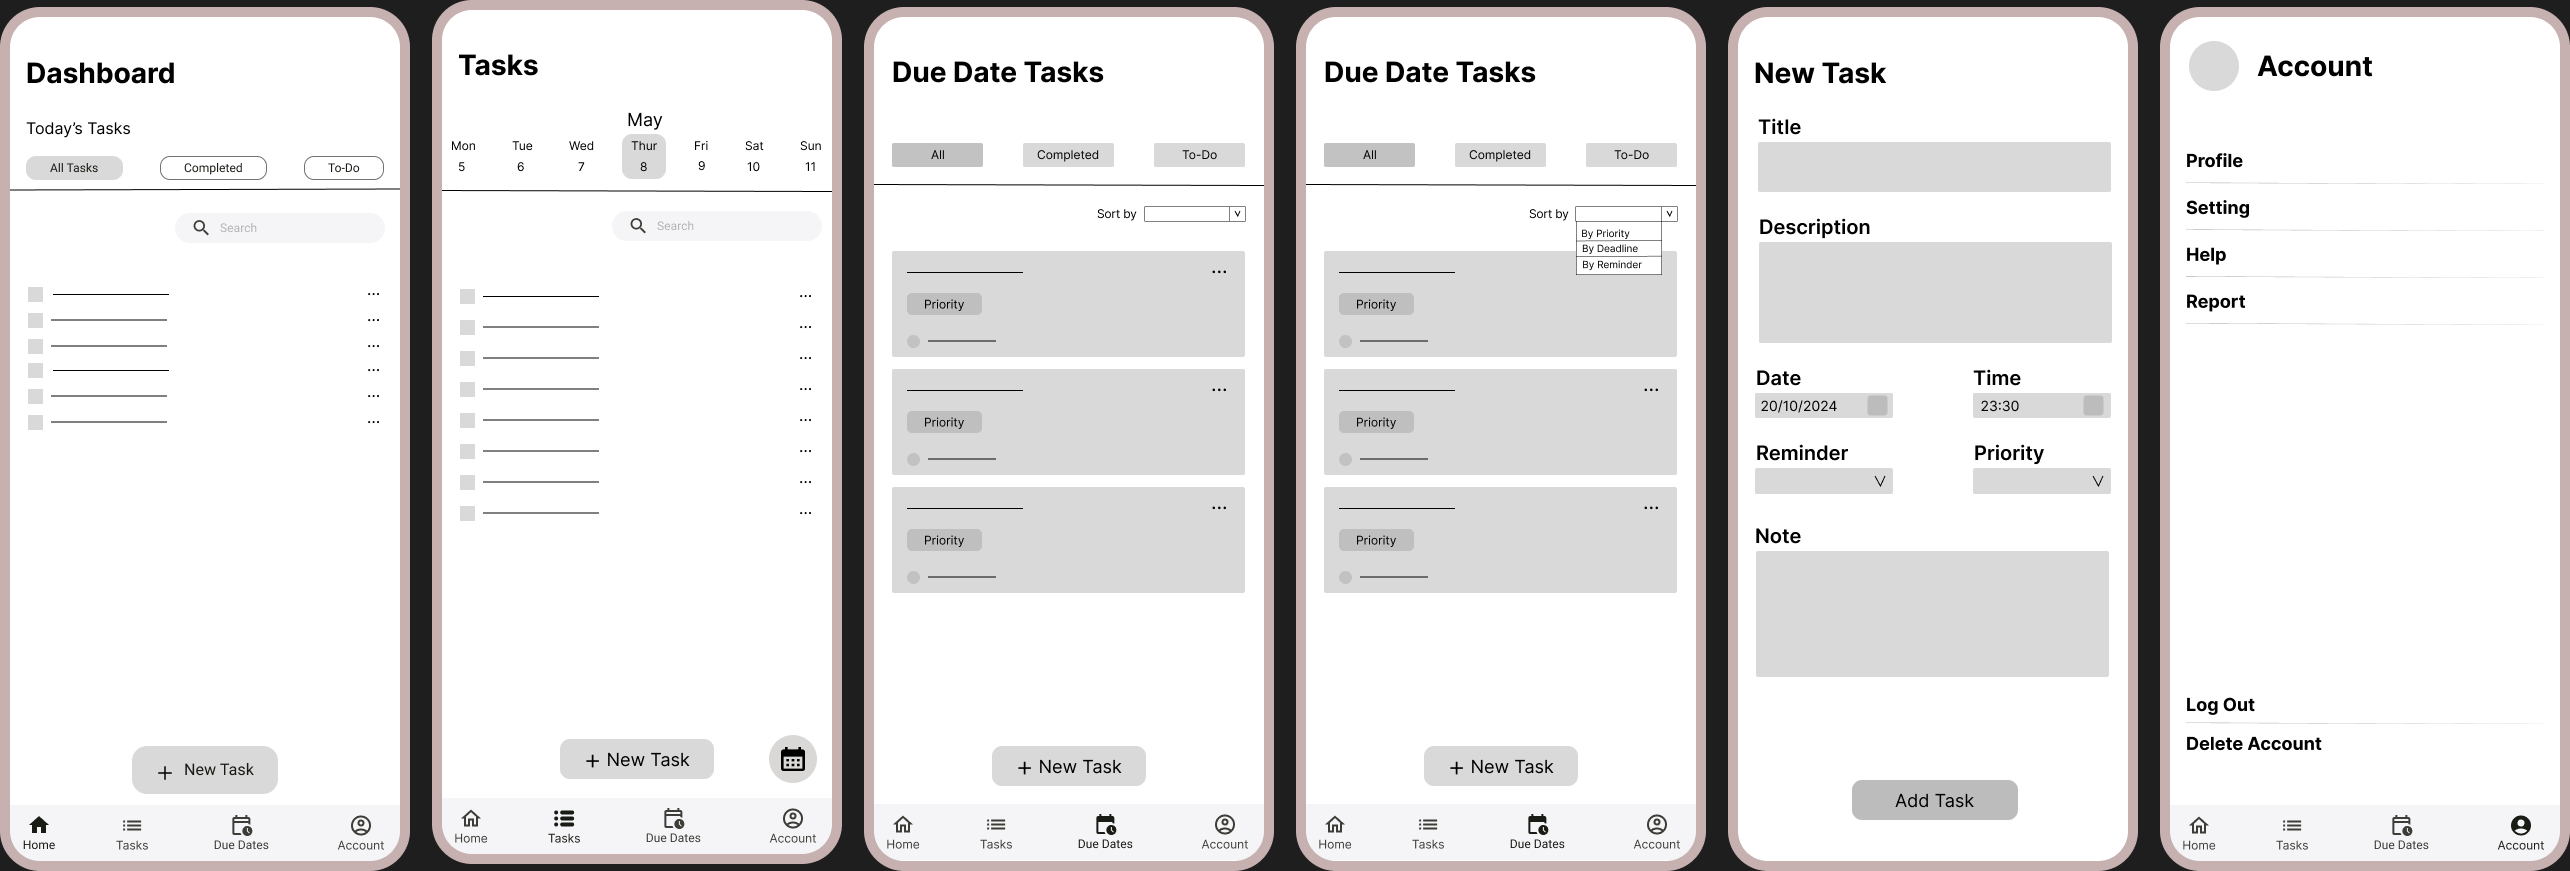 Dashboard
Today's Tasks
All Tasks Completed To-Do
Search
...
...
...
...
...
...
+ New Task
Home Tasks Due Dates Account
Tasks
May
Mon Tue Wed Thur Fri Sat Sun
5 6 7 8 9 10 11
Search
...
...
...
...
...
...
...
...
+ New Task
Home Tasks Due Dates Account
Due Date Tasks
All Completed To-Do
Sort by V
...
Priority
...
Priority
...
Priority
+ New Task
Home Tasks Due Dates Account
Due Date Tasks
All Completed To-Do
Sort by V
By Priority
By Deadline
By Reminder
Priority
...
Priority
...
Priority
+ New Task
Home Tasks Due Dates Account
New Task
Title
Description
Date Time
20/10/2024 23:30
Reminder Priority
V V
Note
Add Task
Account
Profile
Setting
Help
Report
Log Out
Delete Account
Home Tasks Due Dates Account